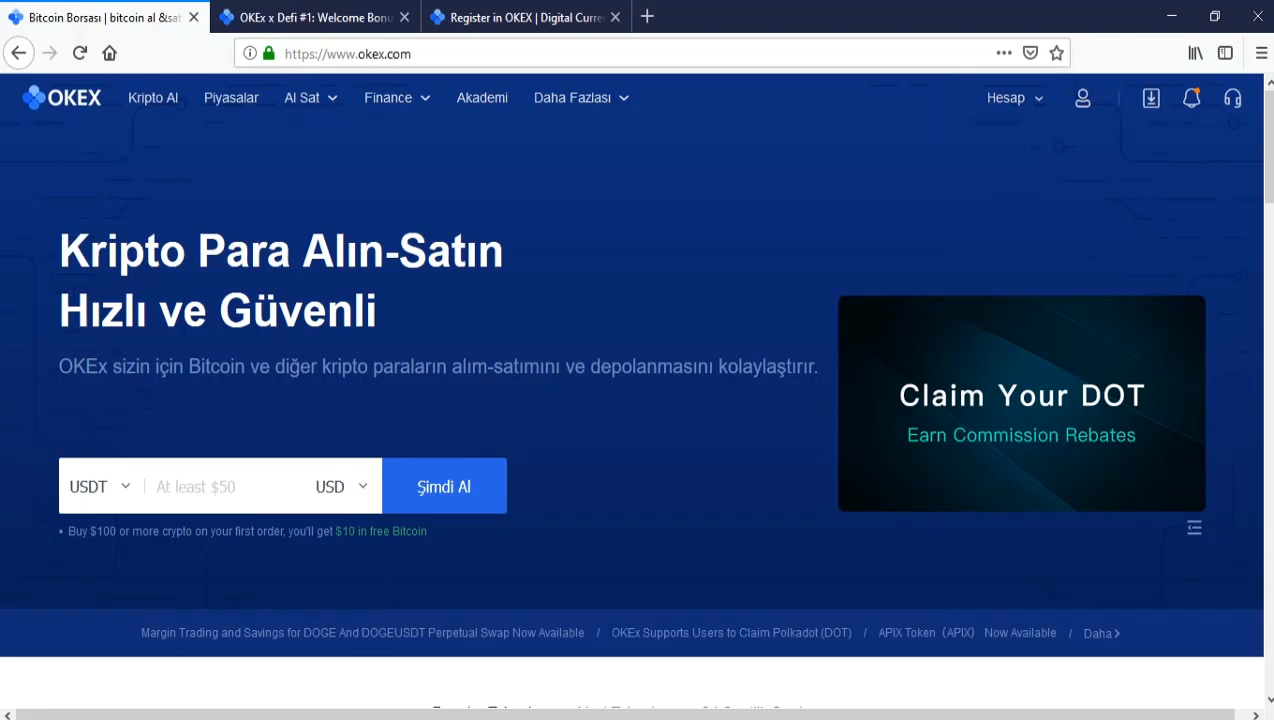 Bitcoin Borsası | bitcoin al &sat
OKEx x Defi #1: Welcome Bonu
Register in OKEX | Digital Curre
https://www.okex.com
OKEX
Kripto Al
Piyasalar
Al Sat
Finance
Akademi
Daha Fazlası
Hesap
Kripto Para Alın-Satın
Hızlı ve Güvenli
OKEx sizin için Bitcoin ve diğer kripto paraların alım-satımını ve depolanmasını kolaylaştırır.
Claim Your DOT
Earn Commission Rebates
USDT
At least $50
USD
Şimdi Al
• Buy $100 or more crypto on your first order, you'll get $10 in free Bitcoin
Margin Trading and Savings for DOGE And DOGEUSDT Perpetual Swap Now Available / OKEx Supports Users to Claim Polkadot (DOT) / APIX Token（APIX） Now Available / Daha